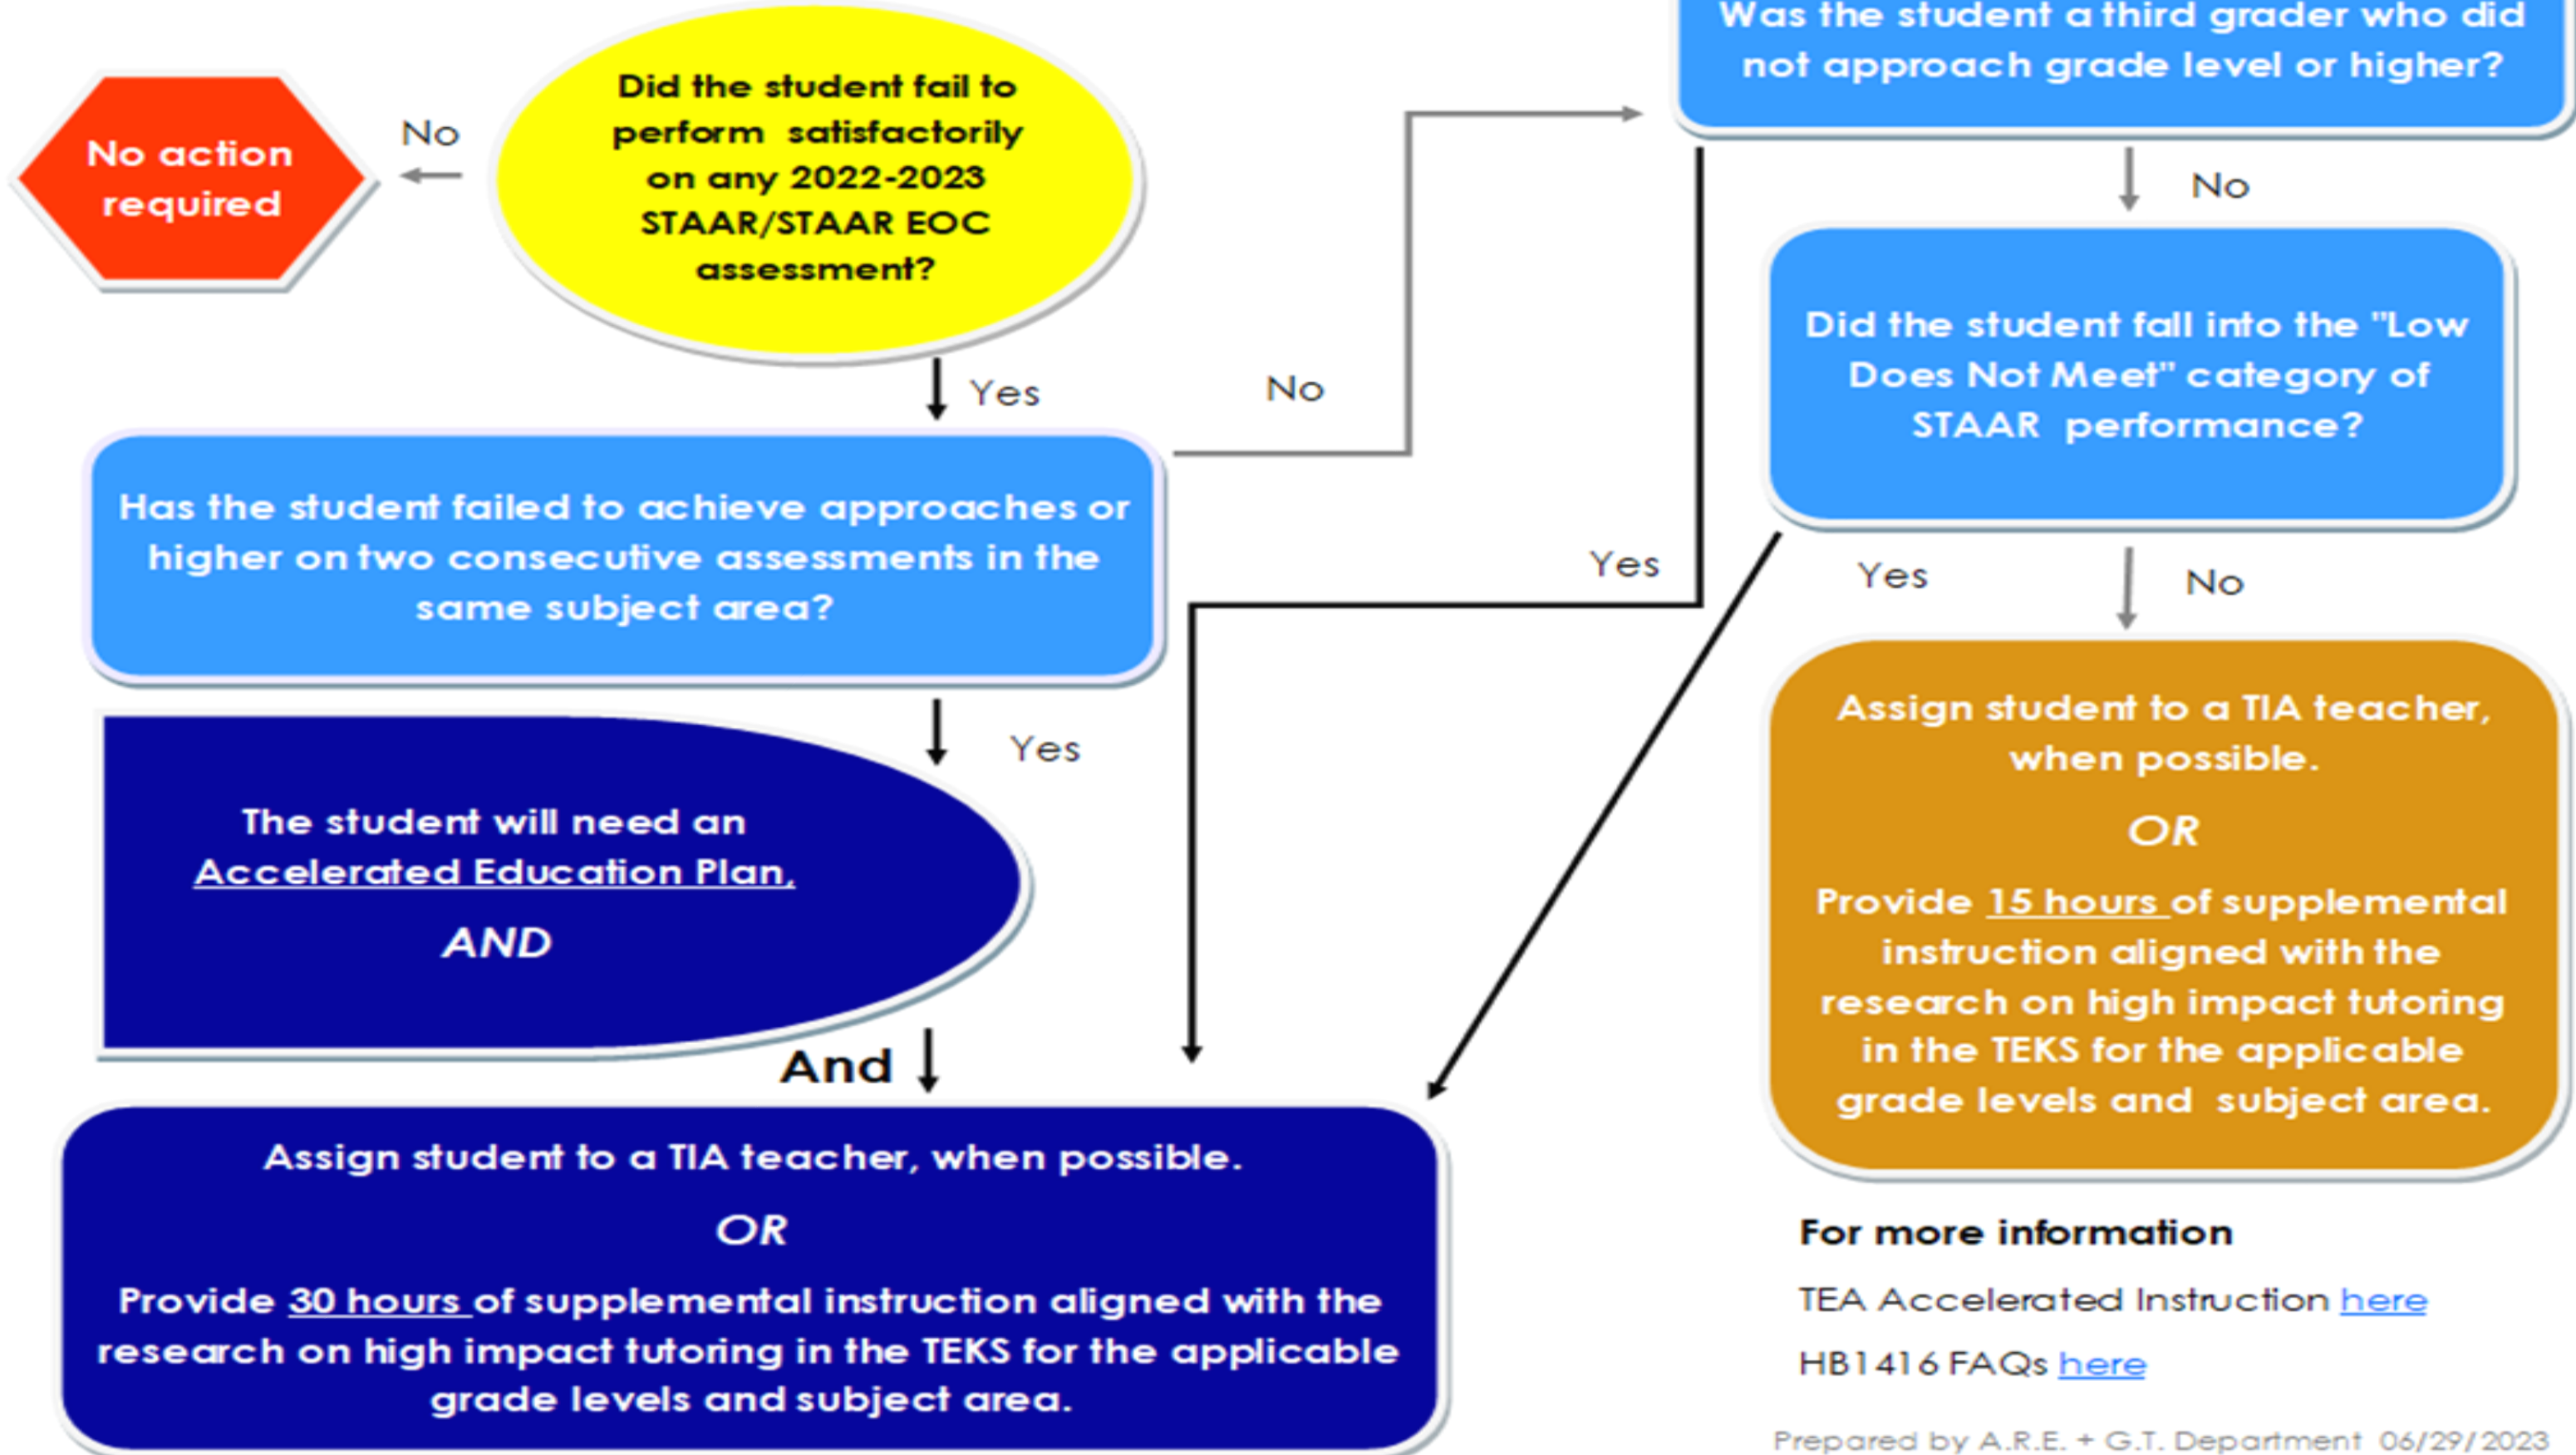 No action
required
No
Did the student fail to
perform satisfactorily
on any 2022-2023
STAAR/STAAR EOC
assessment?
Yes
No
Has the student failed to achieve approaches or
higher on two consecutive assessments in the
same subject area?
Yes
The student will need an
Accelerated Education Plan,
AND
And
Assign student to a TIA teacher, when possible.
OR
Provide 30 hours of supplemental instruction aligned with the
research on high impact tutoring in the TEKS for the applicable
grade levels and subject area.
Was the student a third grader who did
not approach grade level or higher?
No
Yes
Did the student fall into the "Low
Does Not Meet" category of
STAAR performance?
Yes
No
Assign student to a TIA teacher,
when possible.
OR
Provide 15 hours of supplemental
instruction aligned with the
research on high impact tutoring
in the TEKS for the applicable
grade levels and subject area.
For more information
TEA Accelerated Instruction here
HB1416 FAQs here
Prepared by A.R.E. + G.T. Department 06/29/2023